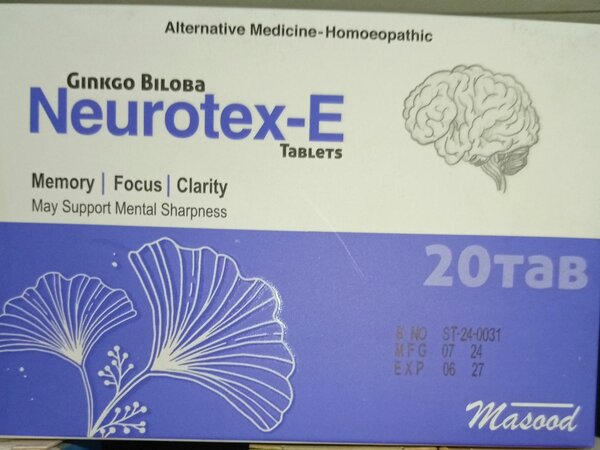 Alternative Medicine-Homoeopathic
Ginkgo Biloba
Neurotex-E
Tablets
Memory | Focus | Clarity
May Support Mental Sharpness
20TAB
B NO ST-24-0031
MFG 07 24
EXP 06 27
Masood